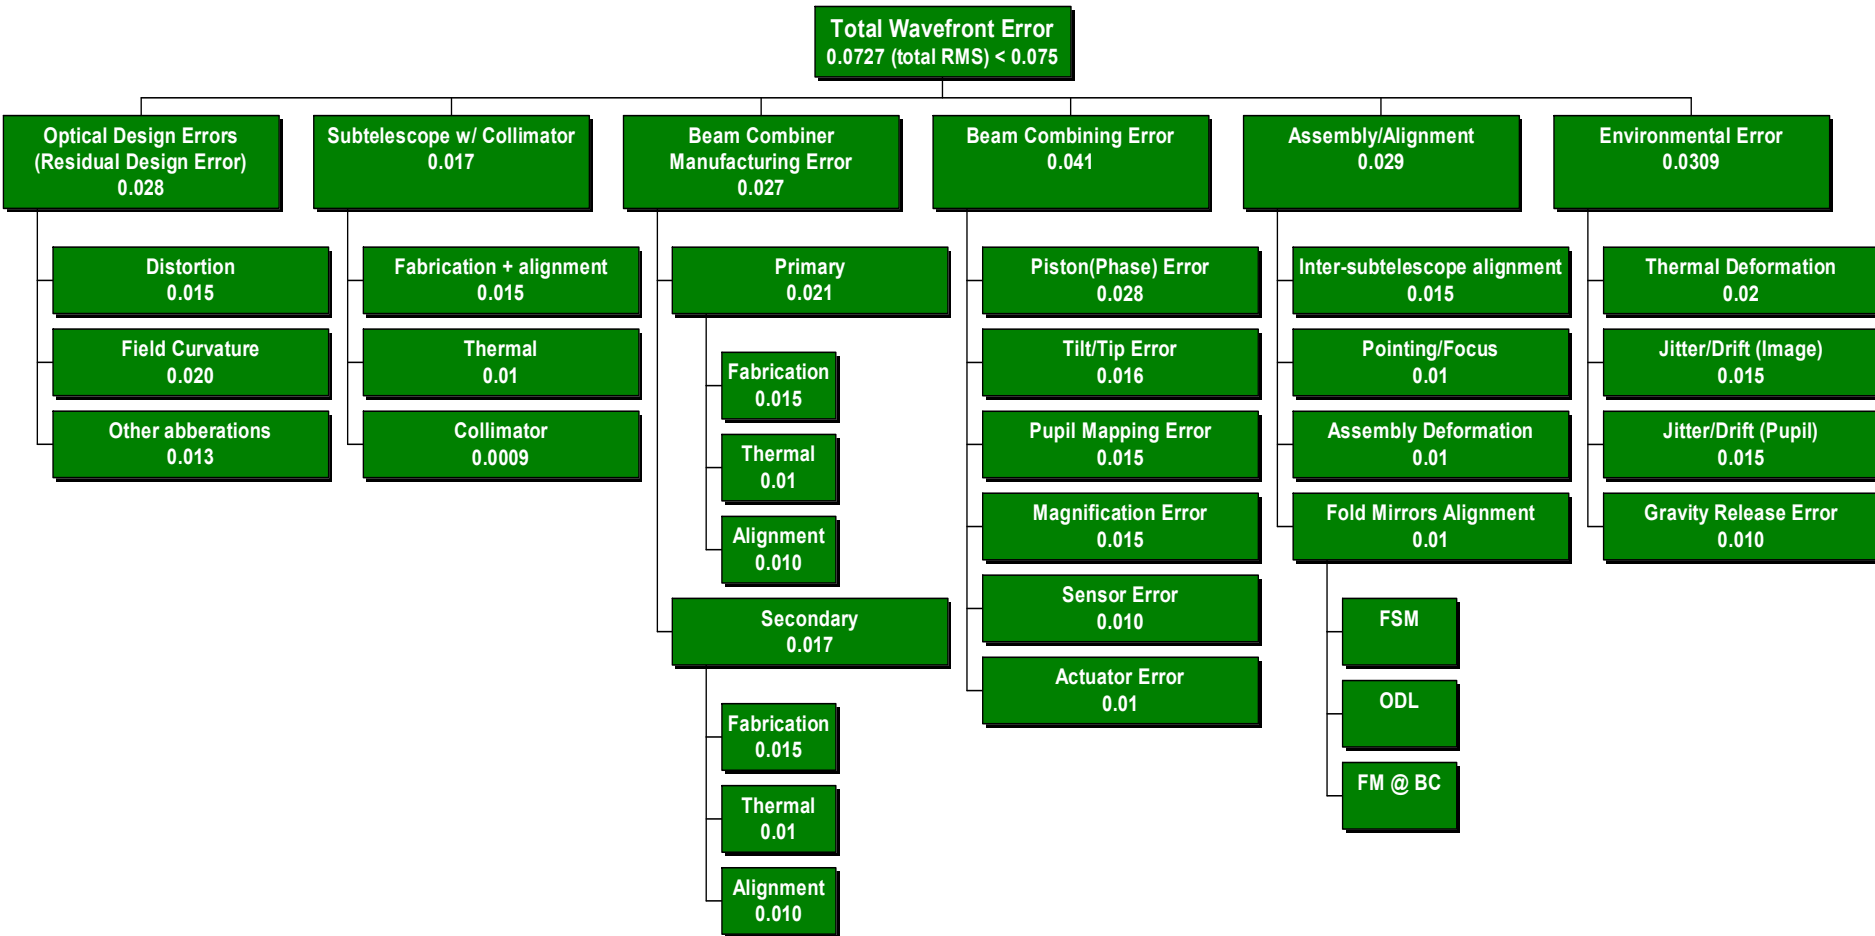 Total Wavefront Error
0.0727 (total RMS) < 0.075
Optical Design Errors
(Residual Design Error)
0.028
Distortion
0.015
Field Curvature
0.020
Other abberations
0.013
Subtelescope w/ Collimator
0.017
Fabrication + alignment
0.015
Thermal
0.01
Collimator
0.0009
Beam Combiner
Manufacturing Error
0.027
Primary
0.021
Fabrication
0.015
Thermal
0.01
Alignment
0.010
Secondary
0.017
Fabrication
0.015
Thermal
0.01
Alignment
0.010
Beam Combining Error
0.041
Piston(Phase) Error
0.028
Tilt/Tip Error
0.016
Pupil Mapping Error
0.015
Magnification Error
0.015
Sensor Error
0.010
Actuator Error
0.01
Assembly/Alignment
0.029
Inter-subtelescope alignment
0.015
Pointing/Focus
0.01
Assembly Deformation
0.01
Fold Mirrors Alignment
0.01
FSM
ODL
FM @ BC
Environmental Error
0.0309
Thermal Deformation
0.02
Jitter/Drift (Image)
0.015
Jitter/Drift (Pupil)
0.015
Gravity Release Error
0.010